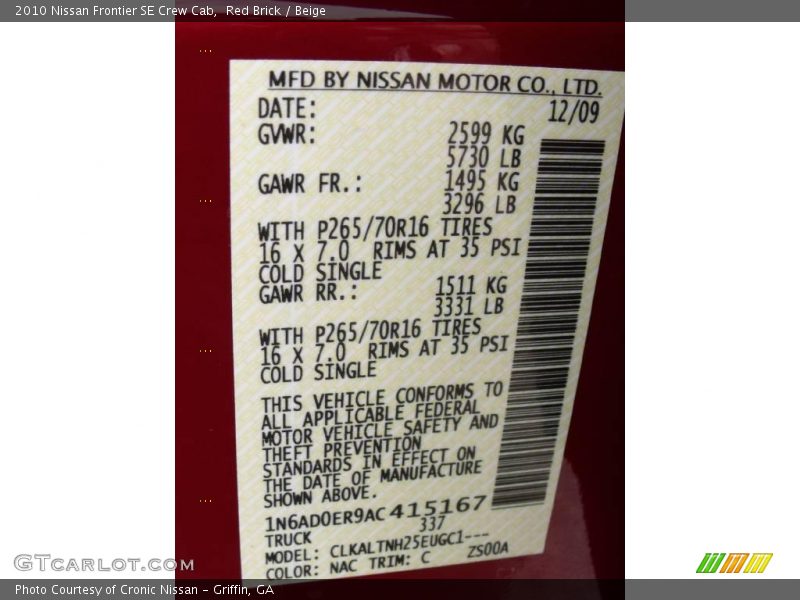 2010 Nissan Frontier SE Crew Cab, Red Brick / Beige
MFD BY NISSAN MOTOR CO., LTD.
DATE: 12/09
GVWR: 2599 KG
5730 LB
GAWR FR.: 1495 KG
3296 LB
WITH P265/70R16 TIRES
16 X 7.0 RIMS AT 35 PSI
COLD SINGLE
GAWR RR.: 1511 KG
3331 LB
WITH P265/70R16 TIRES
16 X 7.0 RIMS AT 35 PSI
COLD SINGLE
THIS VEHICLE CONFORMS TO
ALL APPLICABLE FEDERAL
MOTOR VEHICLE SAFETY AND
THEFT PREVENTION
STANDARDS IN EFFECT ON
THE DATE OF MANUFACTURE
SHOWN ABOVE.
1N6AD0ER9AC415167
TRUCK 337
MODEL: CLKALTNH25EUGC1---
COLOR: NAC TRIM: C ZS00A
GTCarLot.com
Photo Courtesy of Cronic Nissan - Griffin, GA